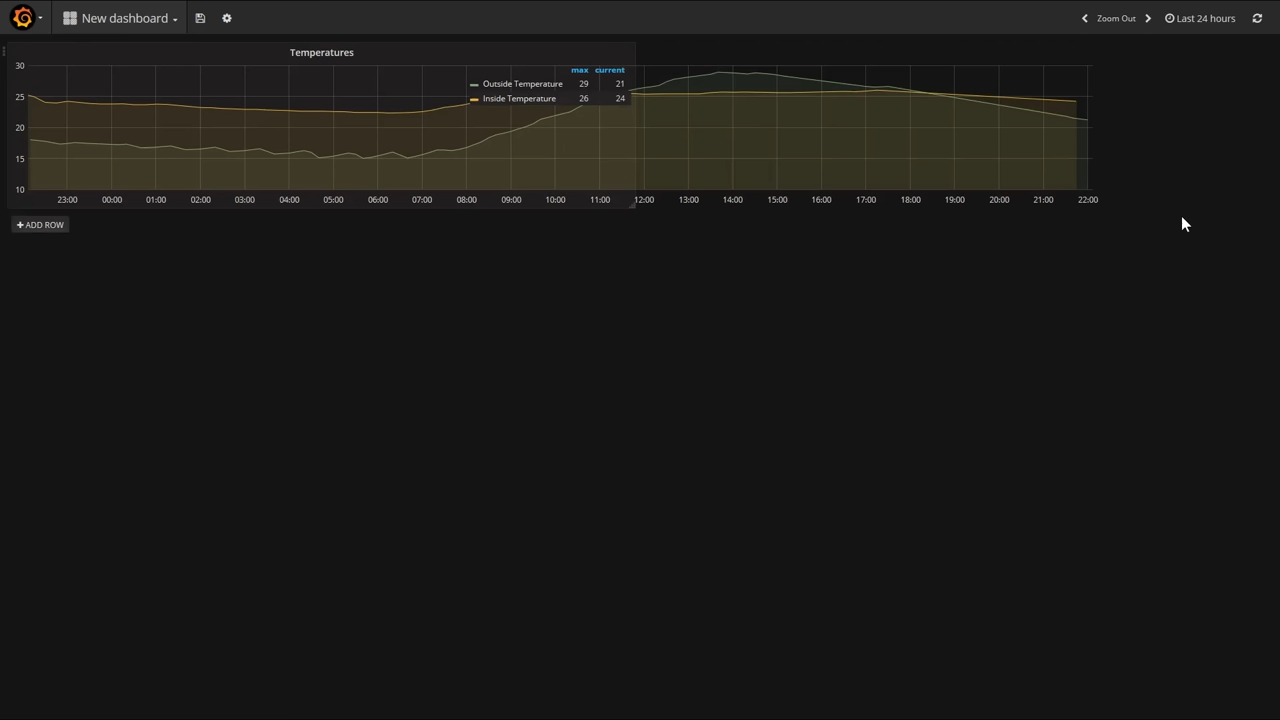 New dashboard
Zoom Out
Last 24 hours
Temperatures
max current
Outside Temperature 29 21
Inside Temperature 26 24
30
25
20
15
10
23:00 00:00 01:00 02:00 03:00 04:00 05:00 06:00 07:00 08:00 09:00 10:00 11:00 12:00 13:00 14:00 15:00 16:00 17:00 18:00 19:00 20:00 21:00 22:00
+ ADD ROW